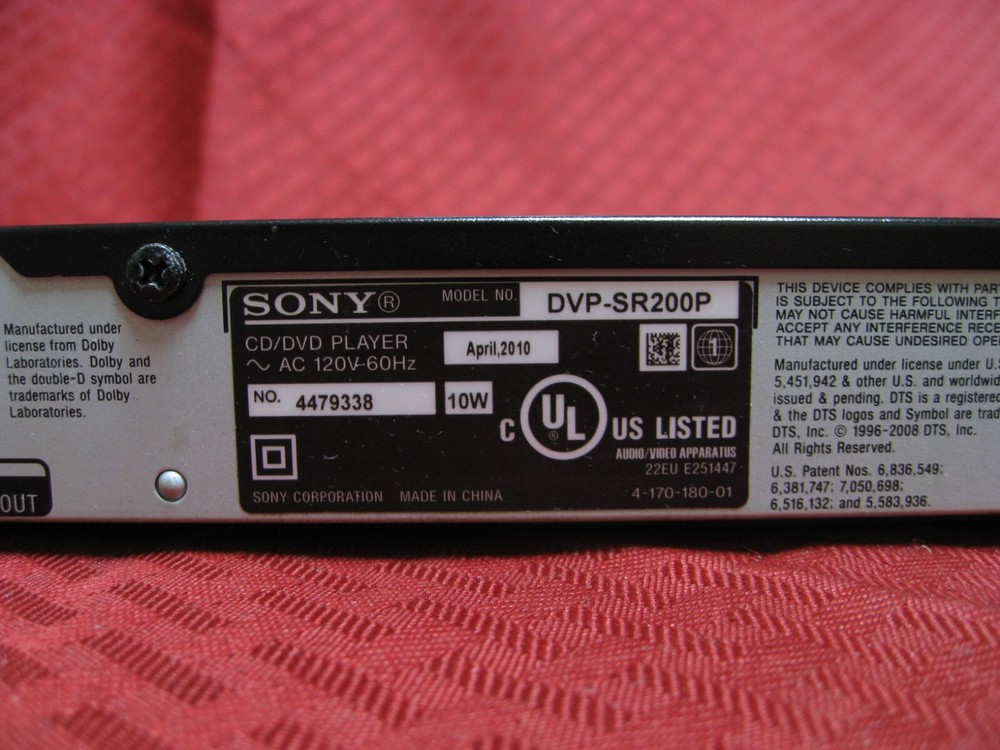 Manufactured under
license from Dolby
Laboratories. Dolby and
the double-D symbol are
trademarks of Dolby
Laboratories.
OUT
SONY® MODEL NO. DVP-SR200P
CD/DVD PLAYER
April,2010
1
～ AC 120V 60Hz
NO. 4479338 10W
C UL® US LISTED
AUDIO/VIDEO APPARATUS
22EU E251447
SONY CORPORATION MADE IN CHINA 4-170-180-01
THIS DEVICE COMPLIES WITH PART
IS SUBJECT TO THE FOLLOWING T
MAY NOT CAUSE HARMFUL INTERF
ACCEPT ANY INTERFERENCE RECE
THAT MAY CAUSE UNDESIRED OPE
Manufactured under license under U.S
5,451,942 & other U.S. and worldwid
issued & pending. DTS is a registered
& the DTS logos and Symbol are trad
DTS, Inc. © 1996-2008 DTS, Inc.
All Rights Reserved.
U.S. Patent Nos. 6,836,549;
6,381,747; 7,050,698;
6,516,132; and 5,583,936.